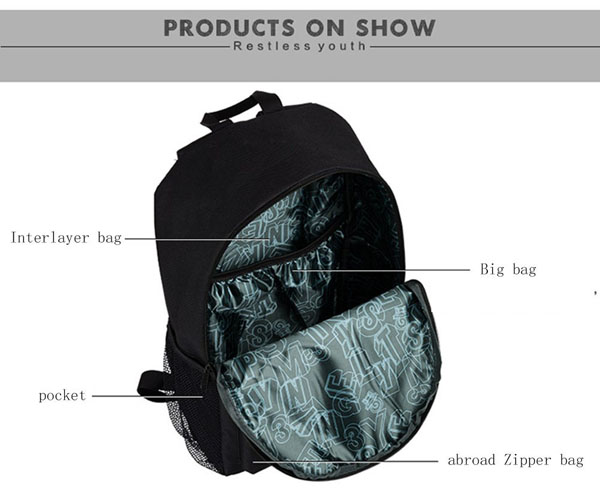 PRODUCTS ON SHOW
Restless youth
Interlayer bag
Big bag
pocket
abroad Zipper bag